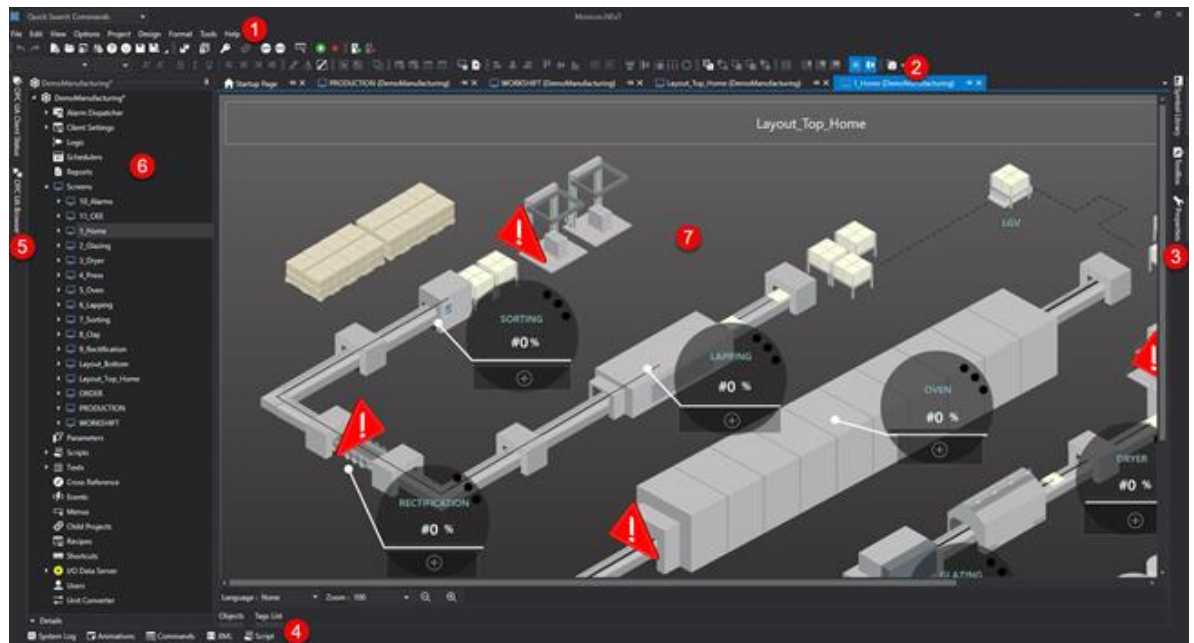 Quick Search Commands
Movicon.NExT
File Edit View Options Project Design Format Tools Help
1
2
DemoManufacturing*
Startup Page
PRODUCTION (DemoManufacturing)
WORKSHIFT (DemoManufacturing)
Layout_Top_Home (DemoManufacturing)
1_Home (DemoManufacturing)
OPC UA Client Status
OPC UA Browser
5
DemoManufacturing*
Alarm Dispatcher
Client Settings
Logic
Schedulers
Reports
6
Screens
10_Alarms
11_OEE
1_Home
2_Glazing
3_Dryer
4_Press
5_Oven
6_Lapping
7_Sorting
8_Clay
9_Rectification
Layout_Bottom
Layout_Top_Home
ORDER
PRODUCTION
WORKSHIFT
Parameters
Scripts
Tools
Cross Reference
Events
Menus
Child Projects
Recipes
Shortcuts
I/O Data Server
Users
Unit Converter
Details
Layout_Top_Home
7
LGV
SORTING
#0 %
LAPPING
#0 %
OVEN
#0 %
DRYER
#0 %
RECTIFICATION
#0 %
GLAZING
Symbol Library
ToolBox
Properties
3
Language : None
Zoom : 100
Objects Tags List
System Log Animations Commands XML Script
4